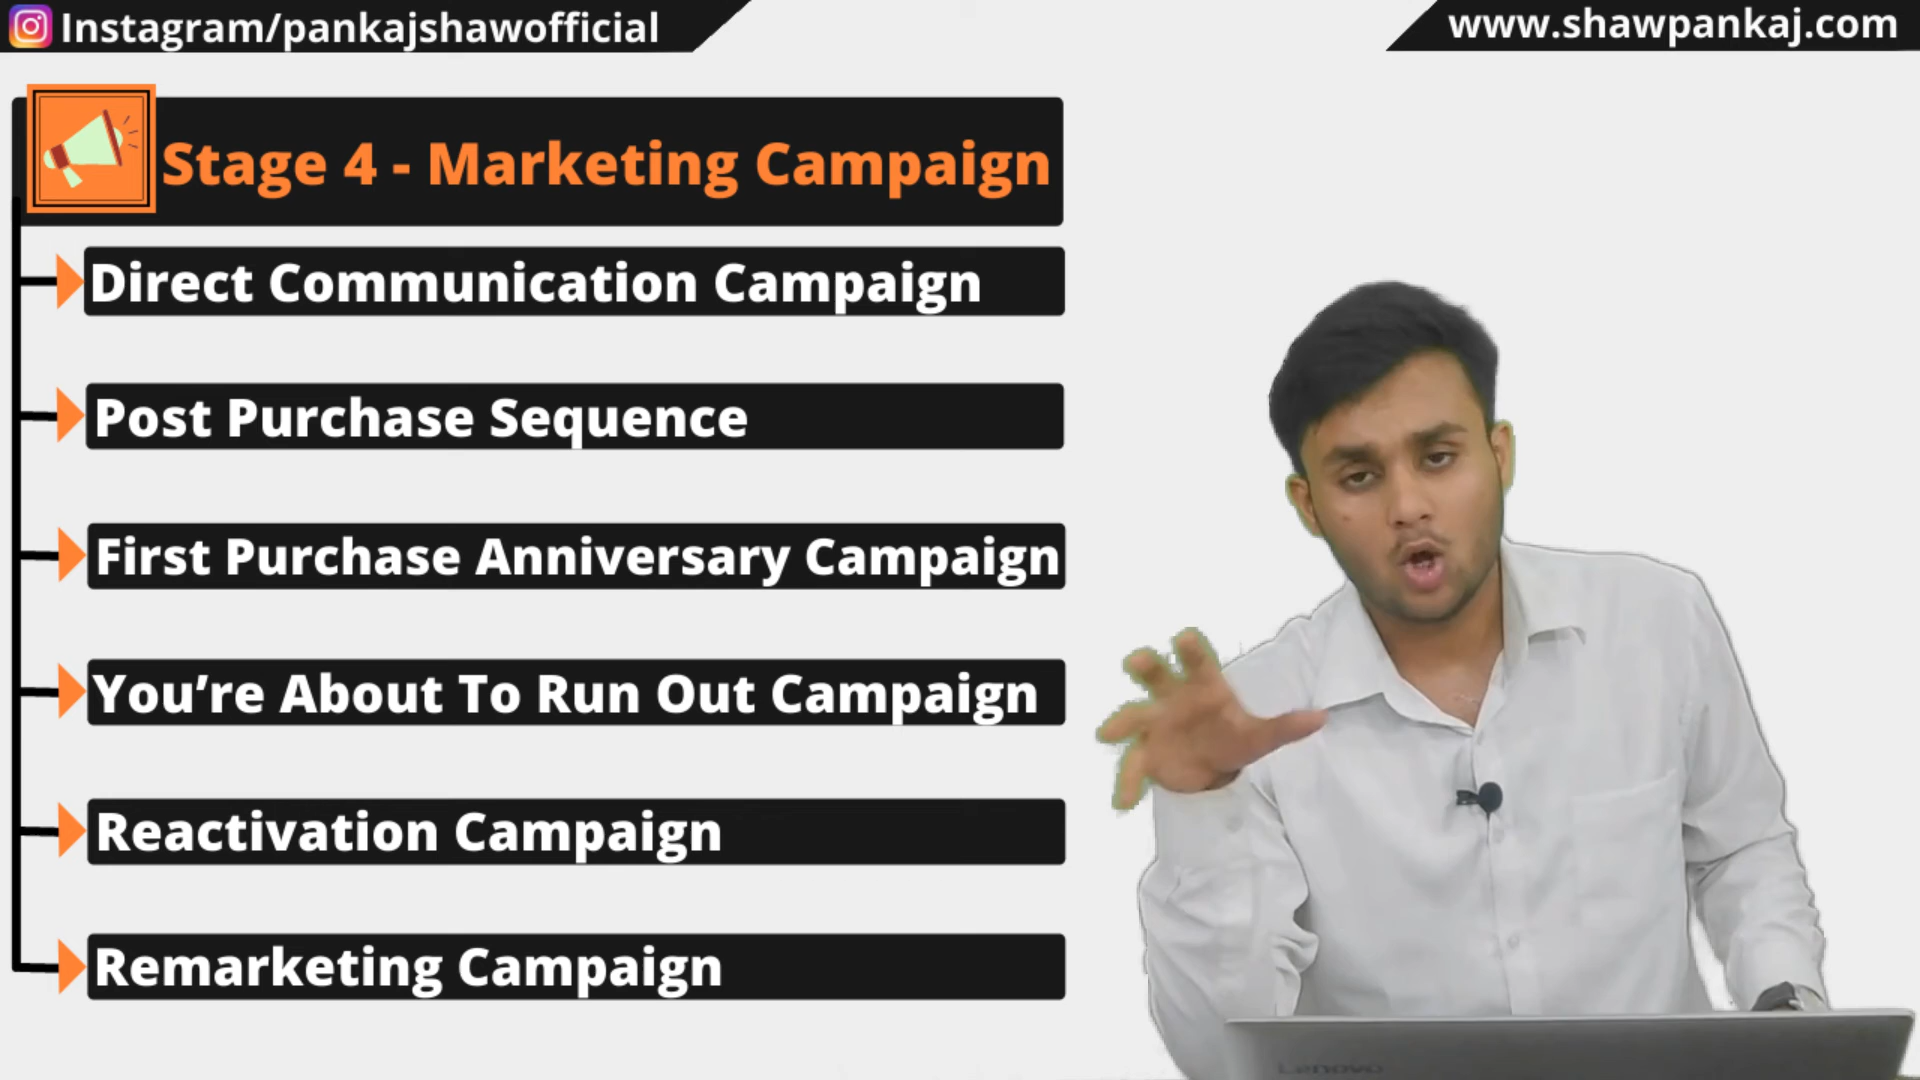 Instagram/pankajshawofficial
www.shawpankaj.com
Stage 4 - Marketing Campaign
Direct Communication Campaign
Post Purchase Sequence
First Purchase Anniversary Campaign
You’re About To Run Out Campaign
Reactivation Campaign
Remarketing Campaign
Lenovo